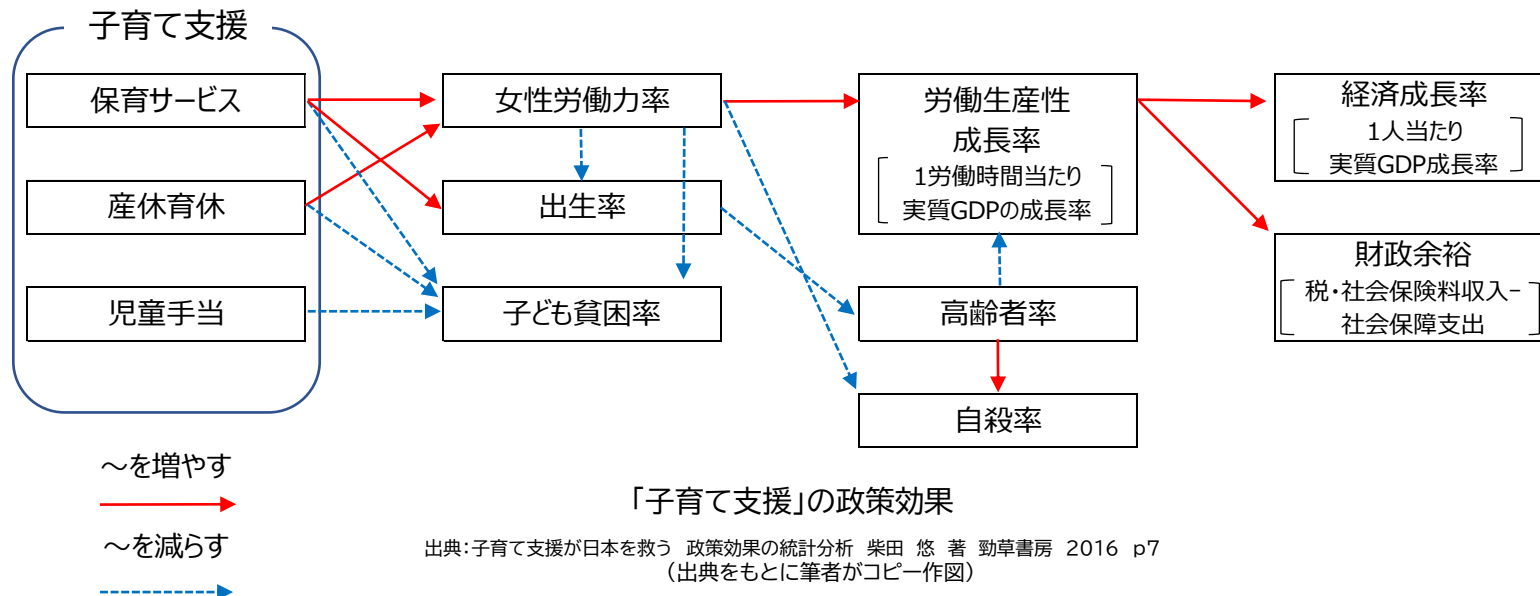 子育て支援
保育サービス
産休育休
児童手当
女性労働力率
出生率
子ども貧困率
労働生産性
成長率
1労働時間当たり
実質GDPの成長率
高齢者率
自殺率
経済成長率
1人当たり
実質GDP成長率
財政余裕
税・社会保険料収入−
社会保障支出
～を増やす
～を減らす
「子育て支援」の政策効果
出典：子育て支援が日本を救う 政策効果の統計分析 柴田 悠 著 勁草書房 2016 p7
（出典をもとに筆者がコピー作図）